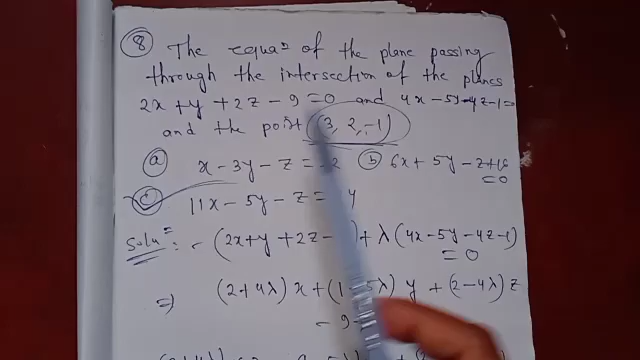 ⑧ The equaⁿ of the plane passing
through the intersection of the planes
2x + y + 2z - 9 = 0 and 4x - 5y - 4z - 1 = 0
and the point (3, 2, -1)
ⓐ x - 3y - z = -2 ⓑ 6x + 5y - z + 16
= 0
ⓒ 11x - 5y - z = 4
Soluⁿ :- (2x + y + 2z - ) + λ (4x - 5y - 4z - 1)
= 0
⇒ (2 + 4λ) x + (1 5λ) y + (2 - 4λ) z
- 9